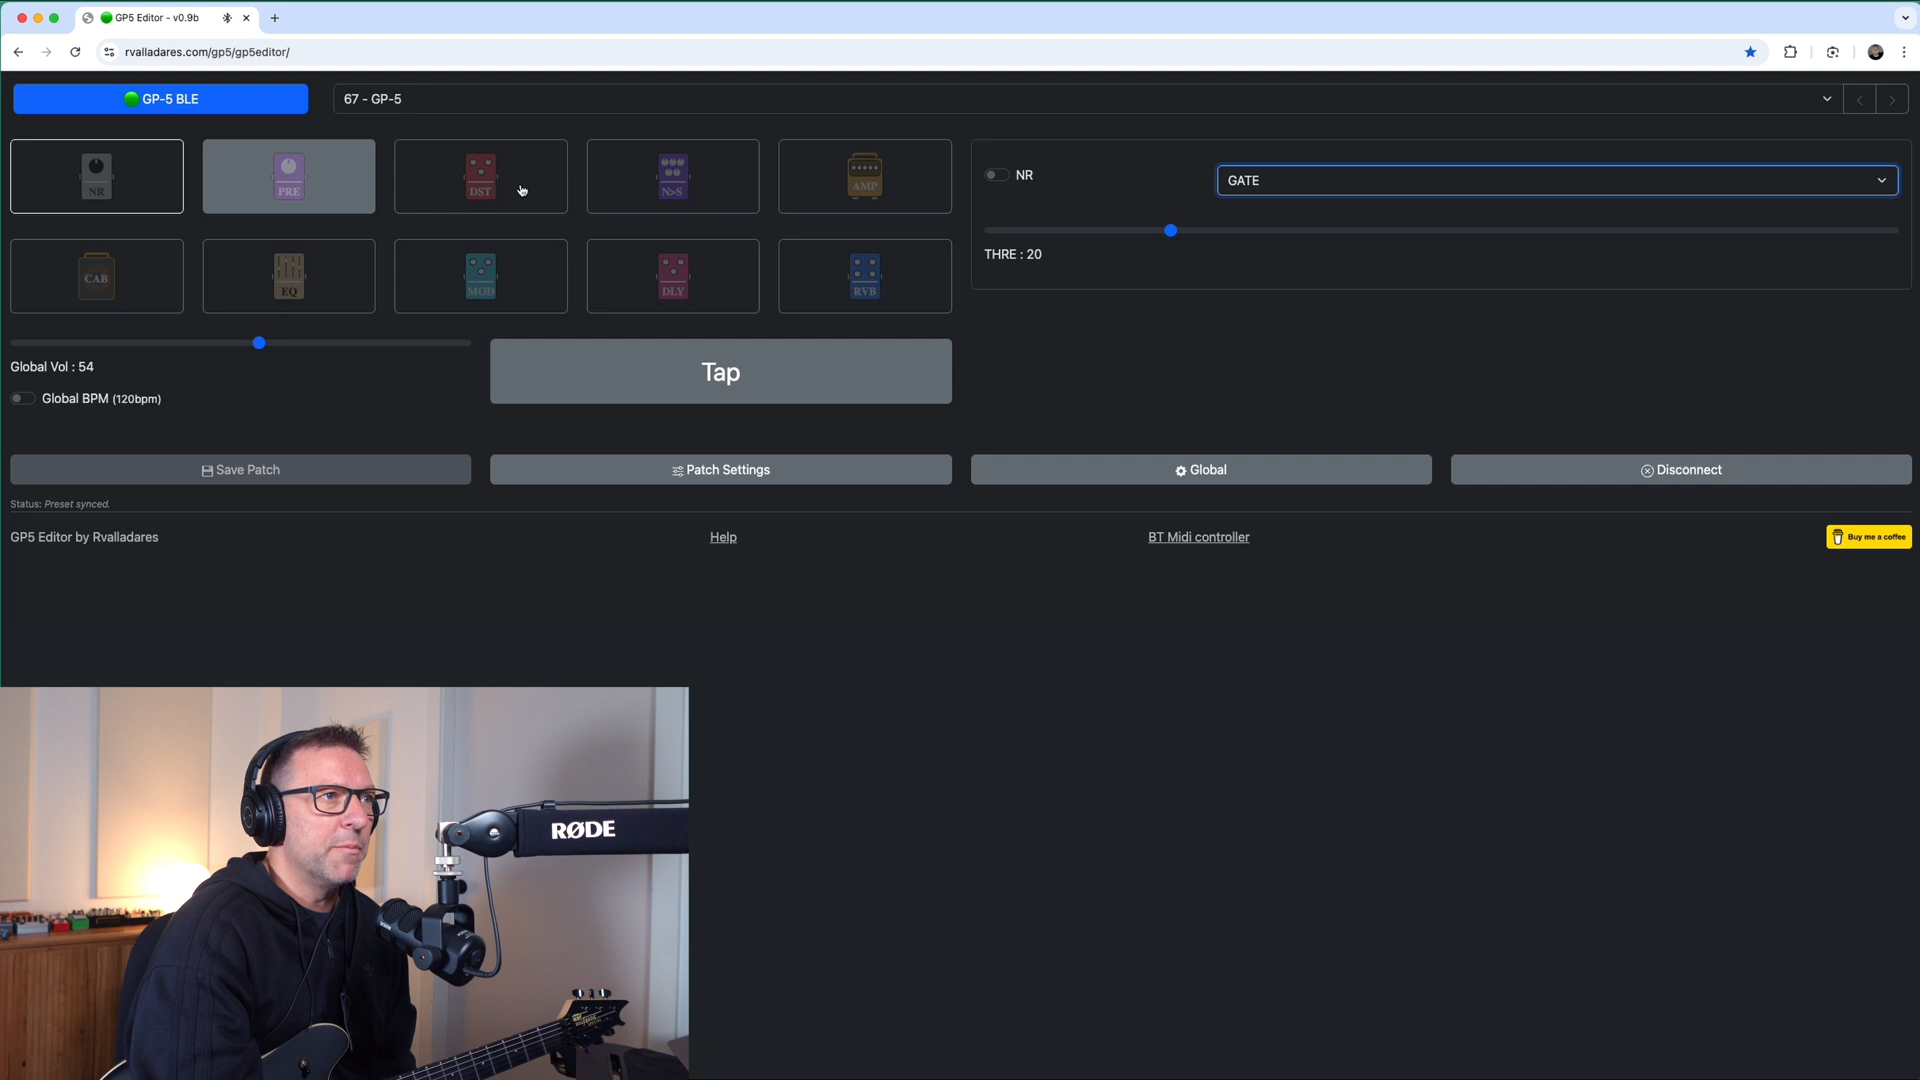 GP5 Editor - v0.9b
rvalladares.com/gp5/gp5editor/
GP-5 BLE
67 - GP-5
NR
PRE
DST
N>S
AMP
NR
GATE
THRE : 20
CAB
EQ
MOD
DLY
RVB
Global Vol : 54
Tap
Global BPM (120bpm)
Save Patch
Patch Settings
Global
Disconnect
Status: Preset synced.
GP5 Editor by Rvalladares
Help
BT Midi controller
Buy me a coffee
RØDE